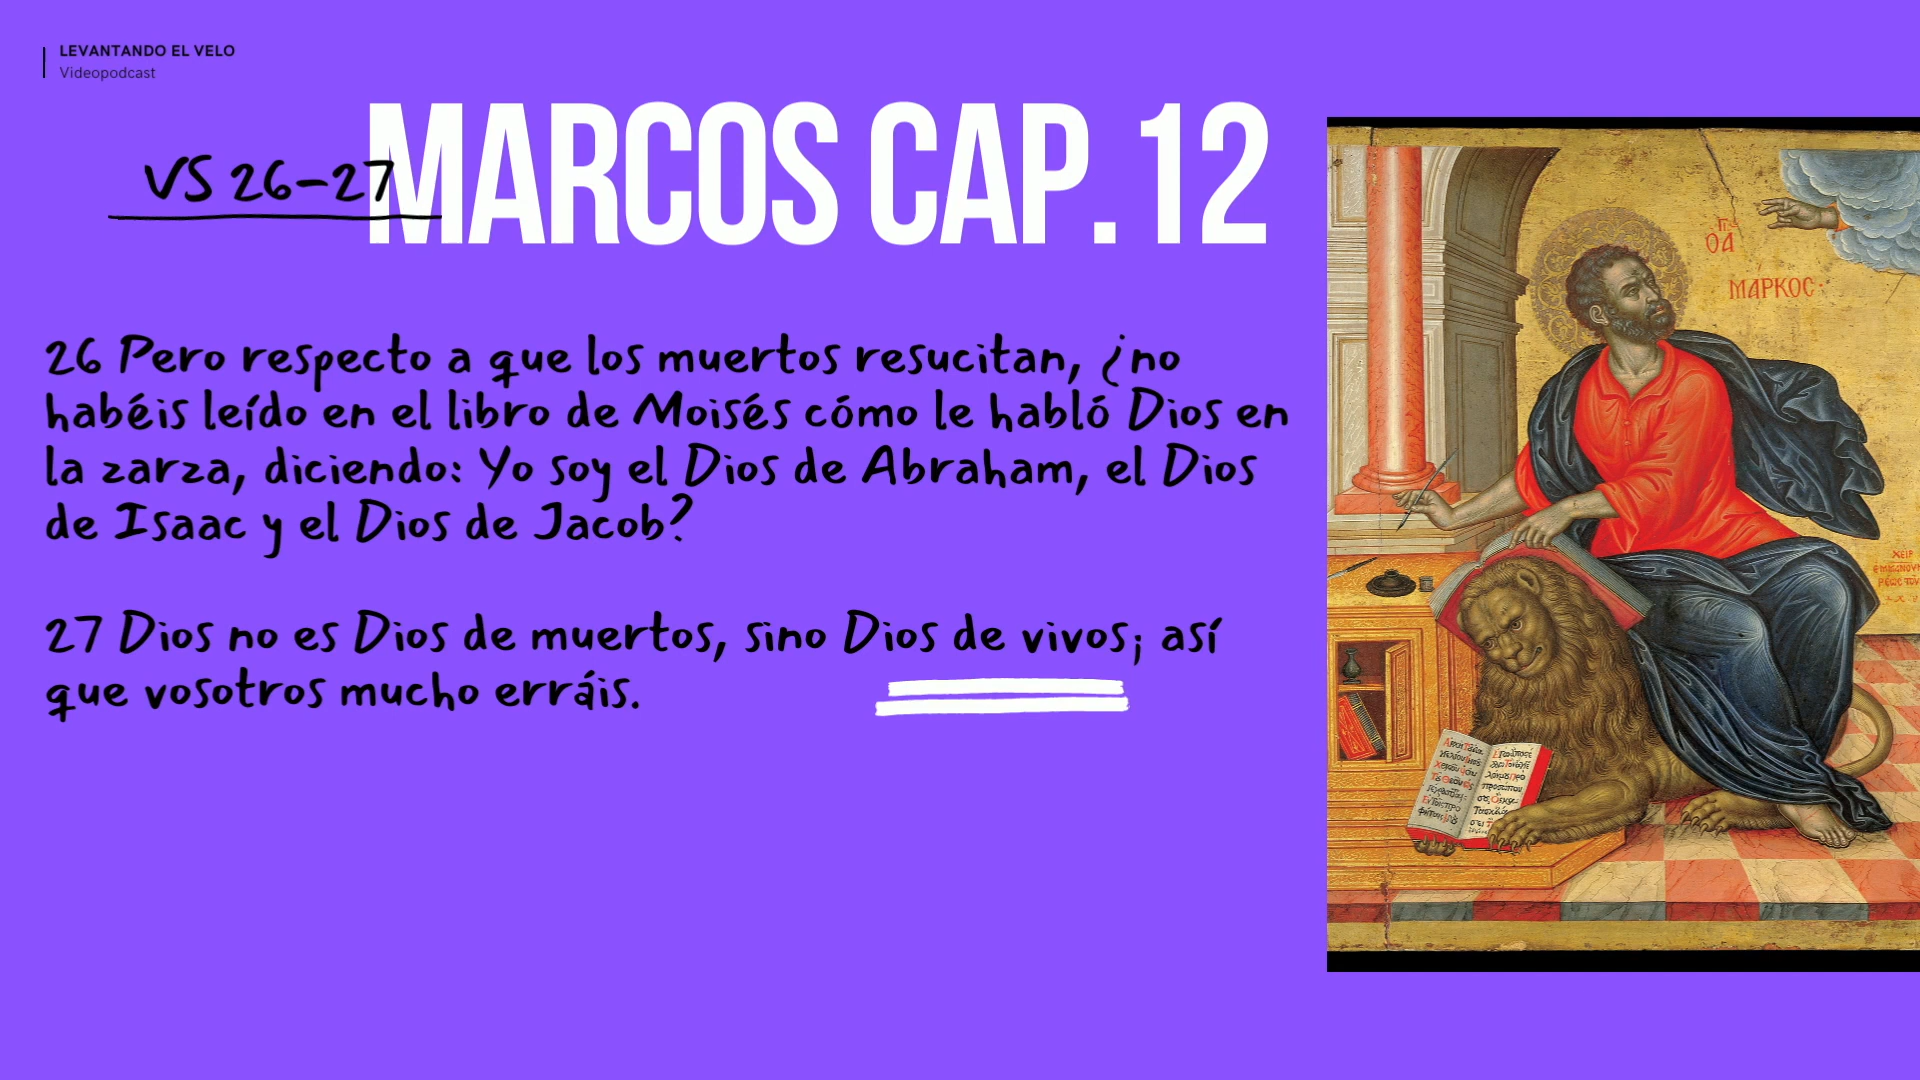 LEVANTANDO EL VELO
Videopodcast
MARCOS CAP. 12
VS 26-27
26 Pero respecto a que los muertos resucitan, ¿no
habéis leído en el libro de Moisés cómo le habló Dios en
la zarza, diciendo: Yo soy el Dios de Abraham, el Dios
de Isaac y el Dios de Jacob?
27 Dios no es Dios de muertos, sino Dios de vivos; así
que vosotros mucho erráis.
ΜΆΡΚΟC
ΧΕΙΡ